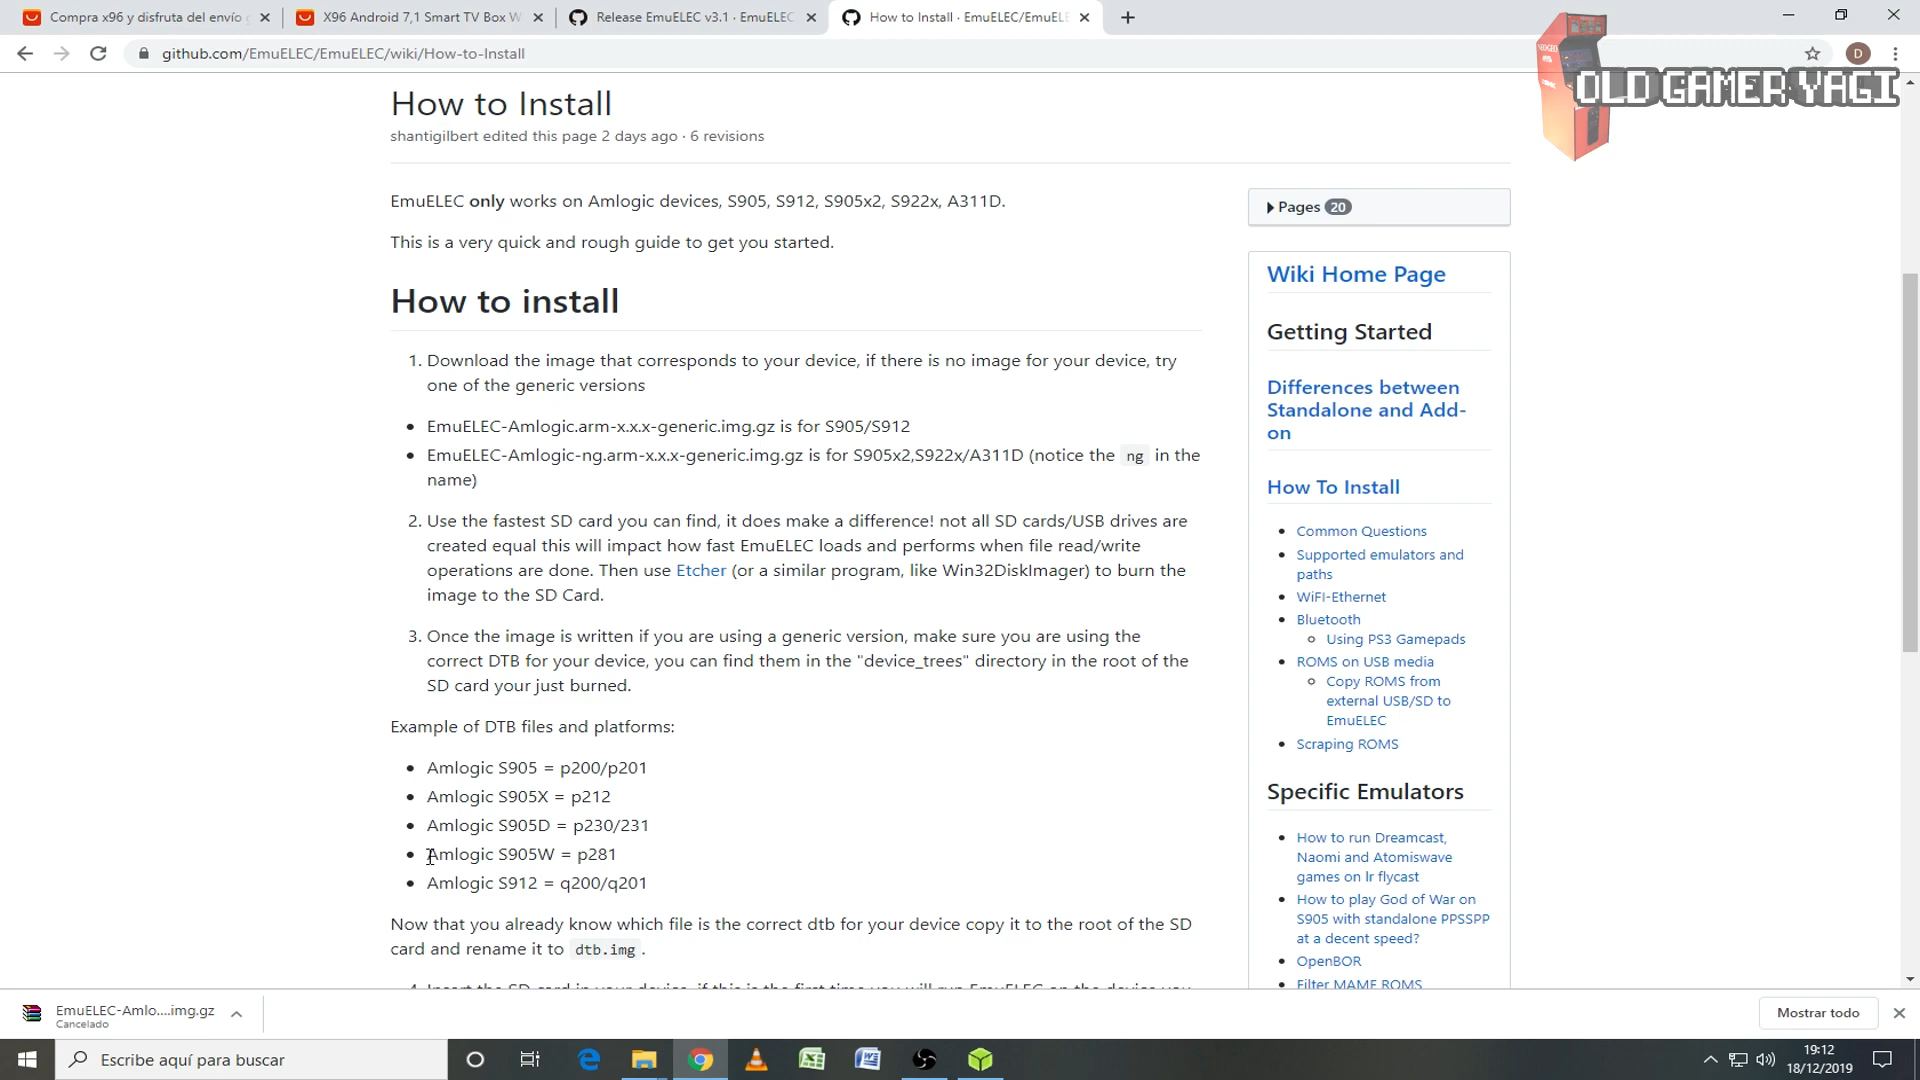 Compra x96 y disfruta del envío
X96 Android 7,1 Smart TV Box W
Release EmuELEC v3.1 · EmuELEC
How to Install · EmuELEC/EmuELE
github.com/EmuELEC/EmuELEC/wiki/How-to-Install
D
OLD GAMER YAGI
How to Install
shantigilbert edited this page 2 days ago · 6 revisions
EmuELEC only works on Amlogic devices, S905, S912, S905x2, S922x, A311D.
This is a very quick and rough guide to get you started.
How to install
1. Download the image that corresponds to your device, if there is no image for your device, try
one of the generic versions
• EmuELEC-Amlogic.arm-x.x.x-generic.img.gz is for S905/S912
• EmuELEC-Amlogic-ng.arm-x.x.x-generic.img.gz is for S905x2,S922x/A311D (notice the ng in the
name)
2. Use the fastest SD card you can find, it does make a difference! not all SD cards/USB drives are
created equal this will impact how fast EmuELEC loads and performs when file read/write
operations are done. Then use Etcher (or a similar program, like Win32DiskImager) to burn the
image to the SD Card.
3. Once the image is written if you are using a generic version, make sure you are using the
correct DTB for your device, you can find them in the "device_trees" directory in the root of the
SD card your just burned.
Example of DTB files and platforms:
• Amlogic S905 = p200/p201
• Amlogic S905X = p212
• Amlogic S905D = p230/231
• Amlogic S905W = p281
• Amlogic S912 = q200/q201
Now that you already know which file is the correct dtb for your device copy it to the root of the SD
card and rename it to dtb.img.
4. Insert the SD card in your device, if this is the first time you will run EmuELEC on the device you
Pages 20
Wiki Home Page
Getting Started
Differences between
Standalone and Add-
on
How To Install
• Common Questions
• Supported emulators and
paths
• WiFI-Ethernet
• Bluetooth
Using PS3 Gamepads
• ROMS on USB media
Copy ROMS from
external USB/SD to
EmuELEC
• Scraping ROMS
Specific Emulators
• How to run Dreamcast,
Naomi and Atomiswave
games on lr flycast
• How to play God of War on
S905 with standalone PPSSPP
at a decent speed?
• OpenBOR
• Filter MAME ROMS
EmuELEC-Amlo....img.gz
Cancelado
Mostrar todo
Escribe aquí para buscar
19:12
18/12/2019